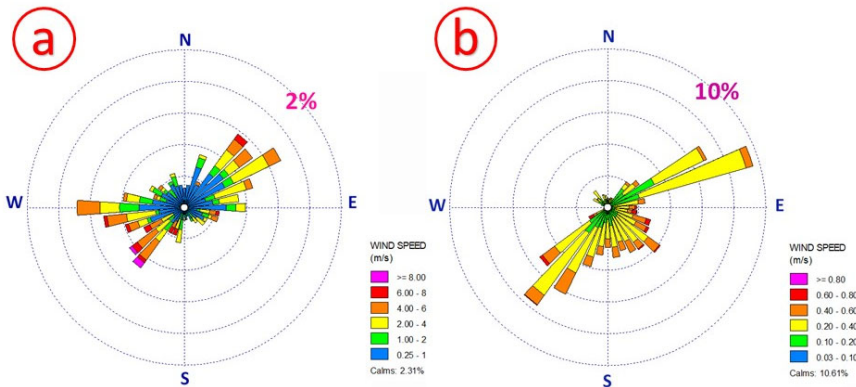 a
N
2%
W
E
S
WIND SPEED
(m/s)
>= 8.00
6.00 - 8
4.00 - 6
2.00 - 4
1.00 - 2
0.25 - 1
Calms: 2.31%
b
N
10%
W
E
S
WIND SPEED
(m/s)
>= 0.80
0.60 - 0.80
0.40 - 0.60
0.20 - 0.40
0.10 - 0.20
0.03 - 0.10
Calms: 10.61%